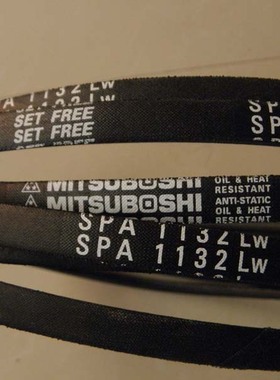 SPA 1132 LW
SET FREE
SET FREE
SP
MITSUBOSHI OIL & HEAT RESISTANT
MITSUBOSHI ANTI-STATIC OIL & HEAT RESISTANT
SPA 1132 LW
SPA 1132 LW